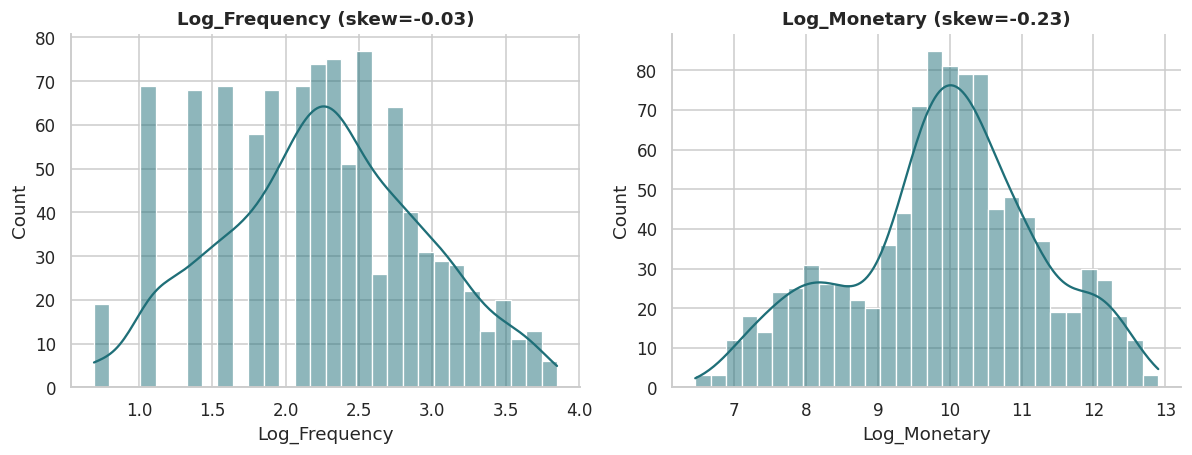 Log_Frequency (skew=-0.03)
80
70
60
50
40
30
20
10
0
Count
1.0 1.5 2.0 2.5 3.0 3.5 4.0
Log_Frequency
Log_Monetary (skew=-0.23)
80
70
60
50
40
30
20
10
0
Count
7 8 9 10 11 12 13
Log_Monetary